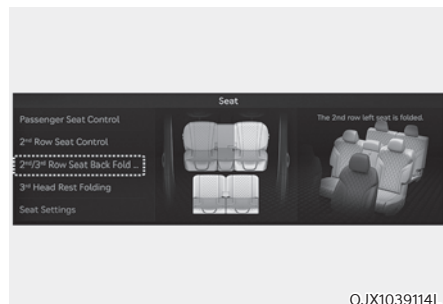 Seat
Passenger Seat Control
2ⁿᵈ Row Seat Control
2ⁿᵈ/3ʳᵈ Row Seat Back Fold ...
3ʳᵈ Head Rest Folding
Seat Settings
The 2nd row left seat is folded.
OJX1039114L